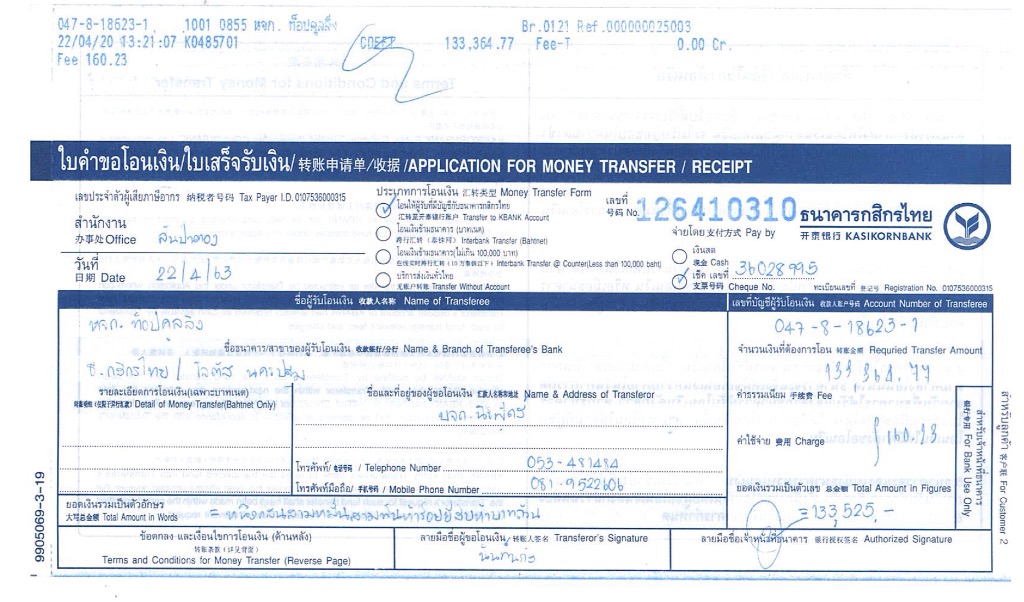 047-8-18623-1, 1001 0855 หจก. ท็อปคูลลิ่ง Br.0121 Ref.000000025003
22/04/20 13:21:07 K0485701 133,364.77 Fee-T 0.00 Cr.
Fee 160.23
Terms and Conditions for Money Transfer
ใบคำขอโอนเงิน/ใบเสร็จรับเงิน/转账申请单/收据/APPLICATION FOR MONEY TRANSFER / RECEIPT
เลขประจำตัวผู้เสียภาษีอากร 纳税者号码 Tax Payer I.D. 0107536000315
ประเภทการโอนเงิน 汇转类型 Money Transfer Form
เลขที่
号码 No. 126410310
ธนาคารกสิกรไทย
开泰银行 KASIKORNBANK
สำนักงาน
办事处 Office สันป่าตอง
วันที่
日期 Date 22/4/63
โอนให้ผู้รับที่มีบัญชีกับธนาคารกสิกรไทย
汇转至开泰银行账户 Transfer to KBANK Account
โอนเงินข้ามธนาคาร (บาทเนต)
跨行汇转 (泰铢网) Interbank Transfer (Bahtnet)
โอนเงินข้ามธนาคาร(ไม่เกิน 100,000 บาท)
Interbank Transfer @ Counter(Less than 100,000 baht)
บริการส่งเงินทั่วไทย
无账户转账 Transfer Without Account
จ่ายโดย 支付方式 Pay by
เงินสด
现金 Cash
เช็ค เลขที่ 36028995
支票号码 Cheque No.
ทะเบียนเลขที่ 登记号 Registration No. 0107536000315
ชื่อผู้รับโอนเงิน 收款人名称 Name of Transferee
เลขที่บัญชีผู้รับโอนเงิน 收款人账户号码 Account Number of Transferee
หจก. ท็อปคูลลิ่ง
047-8-18623-1
ชื่อธนาคาร/สาขาของผู้รับโอนเงิน 收款银行/分行 Name & Branch of Transferee's Bank
จำนวนเงินที่ต้องการโอน 转账金额 Requried Transfer Amount
ธ.กสิกรไทย / โลตัส นครปฐม
133,364.77
รายละเอียดการโอนเงิน(เฉพาะบาทเนต)
Detail of Money Transfer(Bahtnet Only)
ชื่อและที่อยู่ของผู้โอนเงิน 汇款人名称和地址 Name & Address of Transferor
ค่าธรรมเนียม 手续费 Fee
ค่าใช้จ่าย 费用 Charge
160.23
โทรศัพท์/电话号码 / Telephone Number 053-481484
โทรศัพท์มือถือ/ 手机号码 / Mobile Phone Number 081-9522606
ยอดเงินรวมเป็นตัวเลข 总金额 Total Amount in Figures
=133,525.-
ยอดเงินรวมเป็นตัวอักษร
大写总金额 Total Amount in Words = หนึ่งแสนสามหมื่นสามพันห้าร้อยยี่สิบห้าบาทถ้วน
ข้อตกลง และเงื่อนไขการโอนเงิน (ด้านหลัง)
转账条款 (详见背面)
Terms and Conditions for Money Transfer (Reverse Page)
ลายมือชื่อผู้ขอโอนเงิน/ 转账人签名 Transferor's Signature
ลายมือชื่อเจ้าหน้าที่ธนาคาร 银行授权签名 Authorized Signature
สำหรับเจ้าหน้าที่ธนาคาร
银行专用 For Bank Use Only
สำหรับลูกค้า 客户联 For Customer 2
9905069-3-19